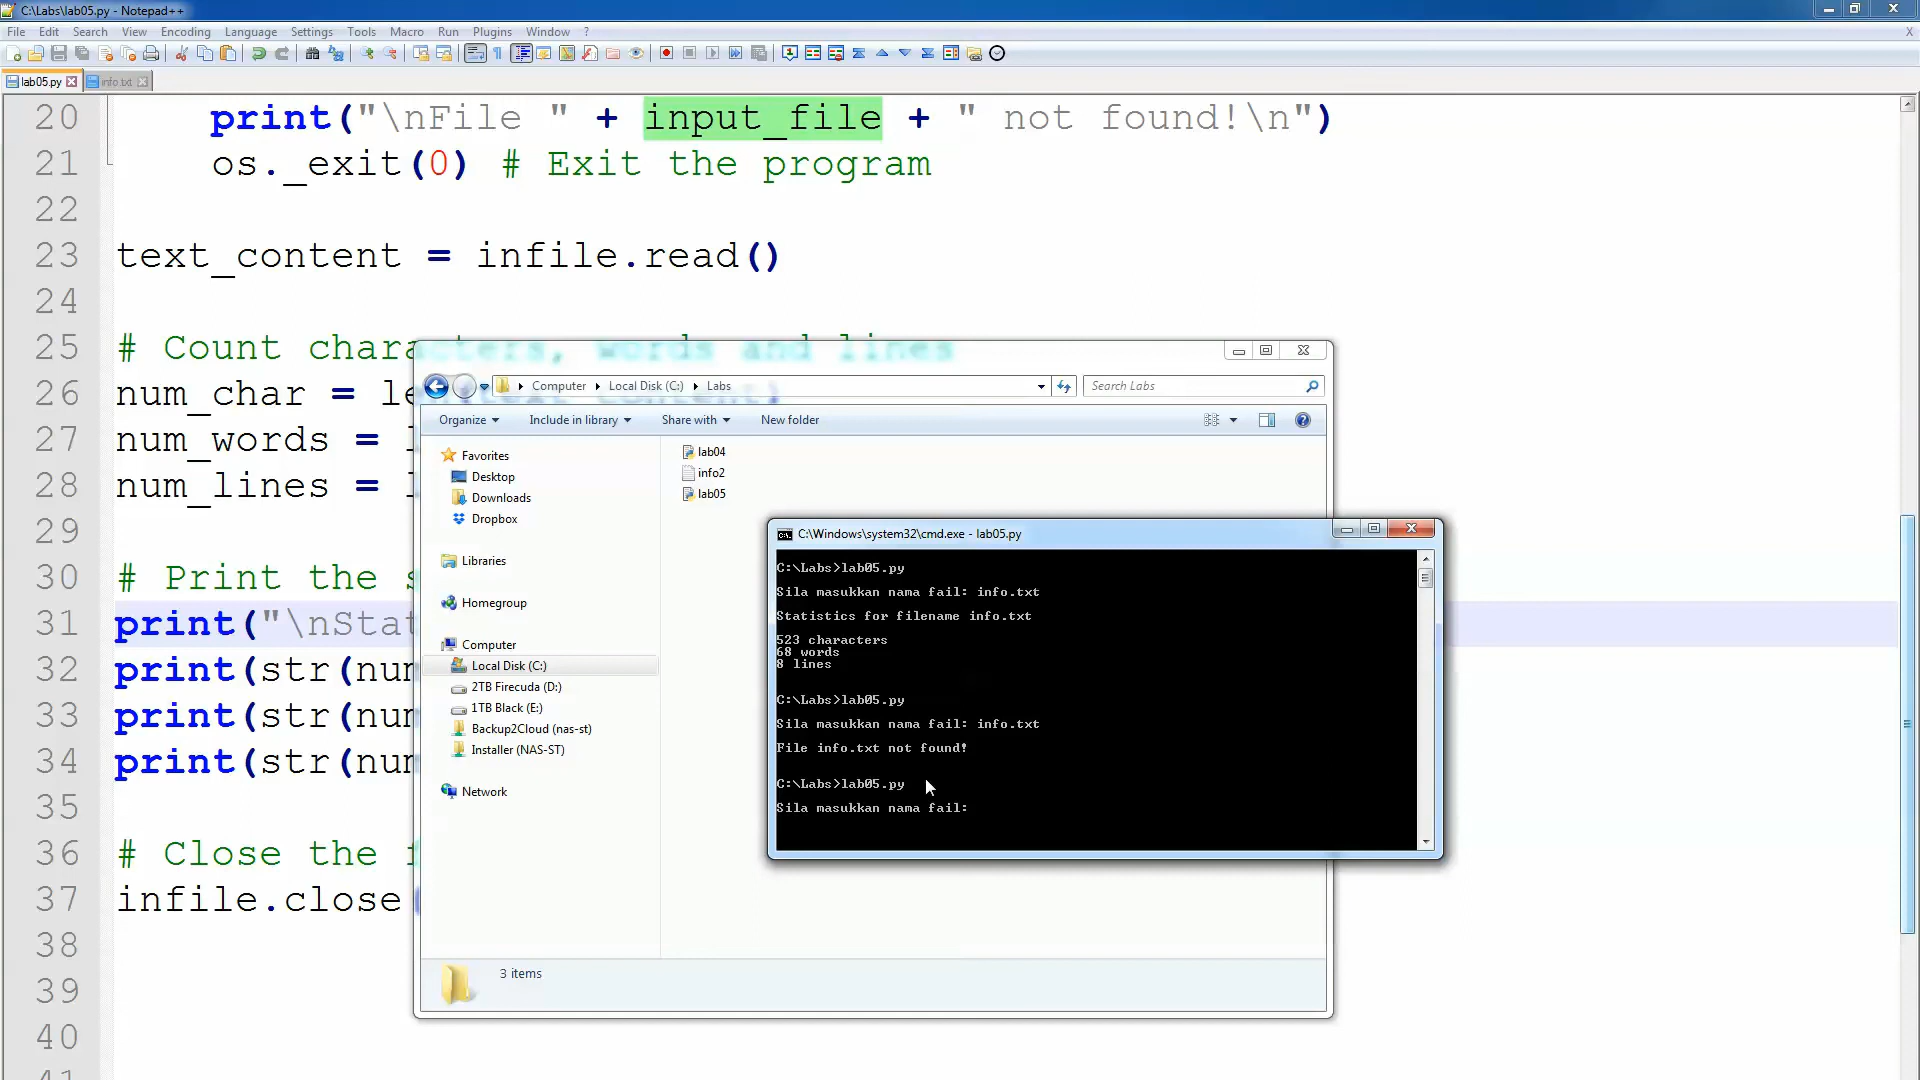 C:\Labs\lab05.py - Notepad++
File Edit Search View Encoding Language Settings Tools Macro Run Plugins Window ? X
lab05.py info.txt
20 print("\nFile " + input_file + " not found!\n")
21 os._exit(0) # Exit the program
22
23 text_content = infile.read()
24
25 # Count characters, words and lines
26 num_char = le
27 num_words = l
28 num_lines = l
29
30 # Print the s
31 print("\nStat
32 print(str(num
33 print(str(num
34 print(str(num
35
36 # Close the f
37 infile.close
38
39
40
41
Computer Local Disk (C:) Labs
Search Labs
Organize Include in library Share with New folder
Favorites
Desktop
Downloads
Dropbox
Libraries
Homegroup
Computer
Local Disk (C:)
2TB Firecuda (D:)
1TB Black (E:)
Backup2Cloud (nas-st)
Installer (NAS-ST)
Network
lab04
info2
lab05
3 items
C:\Windows\system32\cmd.exe - lab05.py
C:\Labs>lab05.py
Sila masukkan nama fail: info.txt
Statistics for filename info.txt
523 characters
68 words
8 lines
C:\Labs>lab05.py
Sila masukkan nama fail: info.txt
File info.txt not found!
C:\Labs>lab05.py
Sila masukkan nama fail: